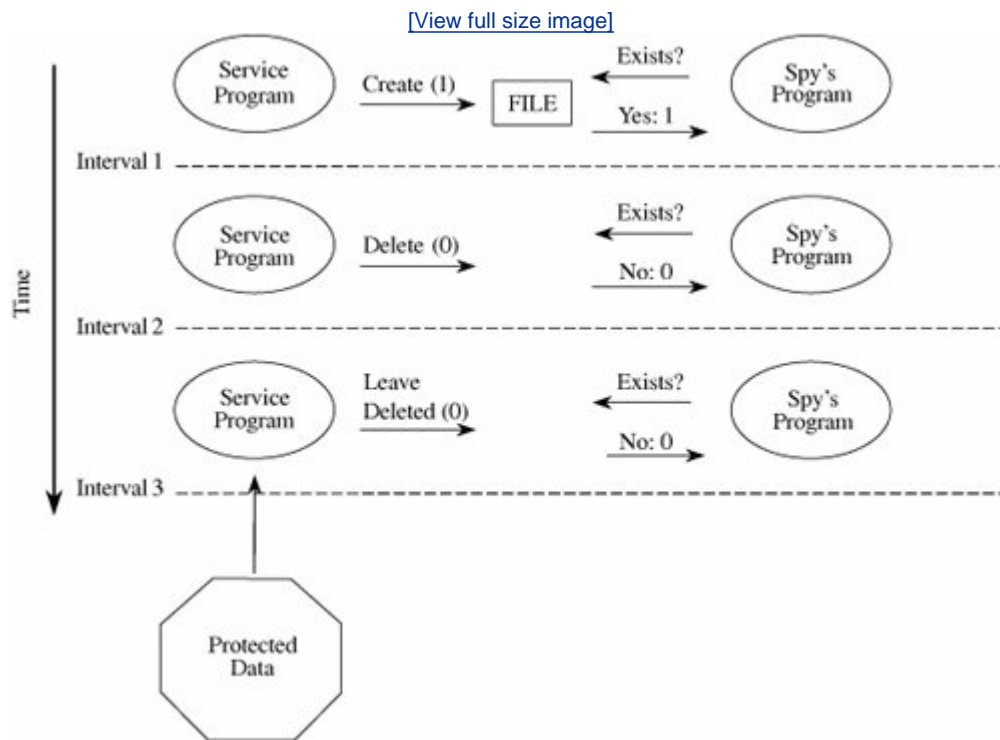 [View full size image]
Service
Program
Create (1)
FILE
Exists?
Yes: 1
Spy's
Program
Interval 1
Service
Program
Delete (0)
Exists?
No: 0
Spy's
Program
Time
Interval 2
Service
Program
Leave
Deleted (0)
Exists?
No: 0
Spy's
Program
Interval 3
Protected
Data